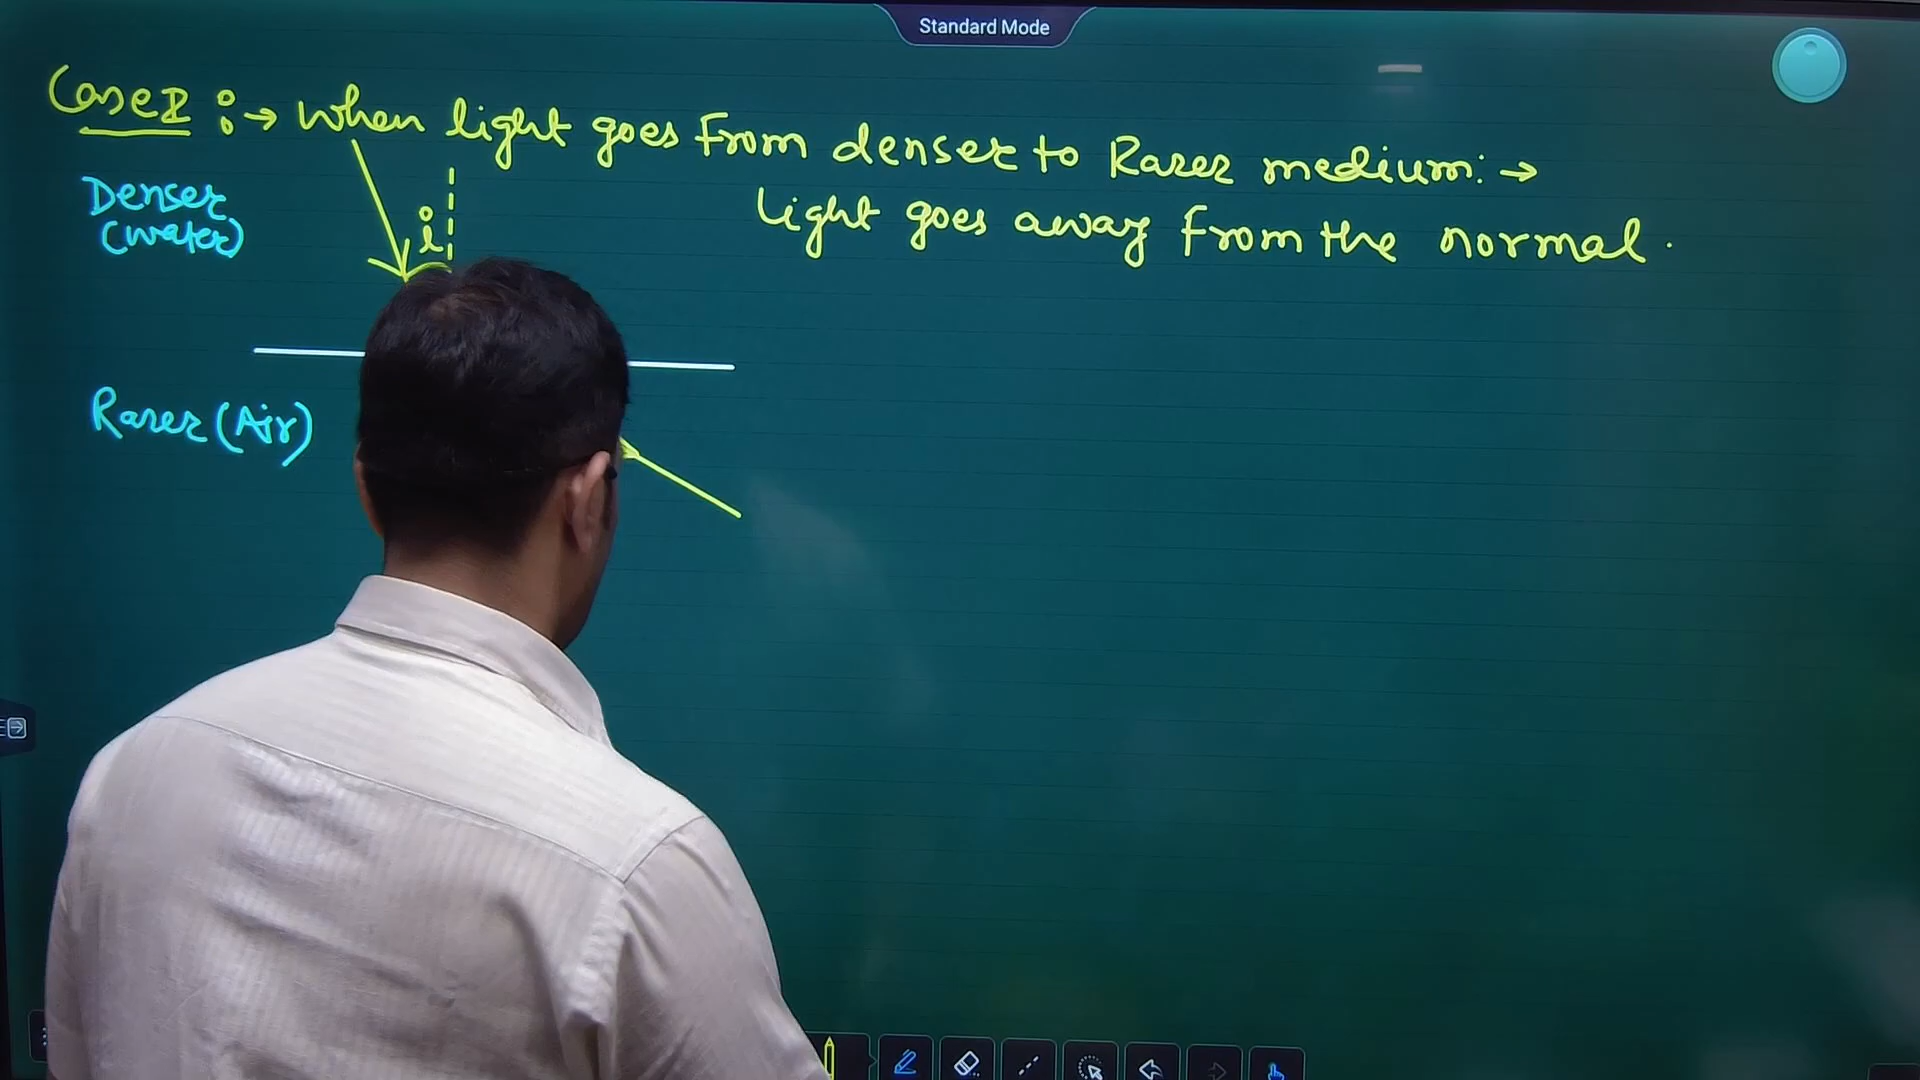 Standard Mode
Case I :→ When light goes from denser to Rarer medium :→
light goes away from the normal.
Denser
(water)
i
Rarer (Air)